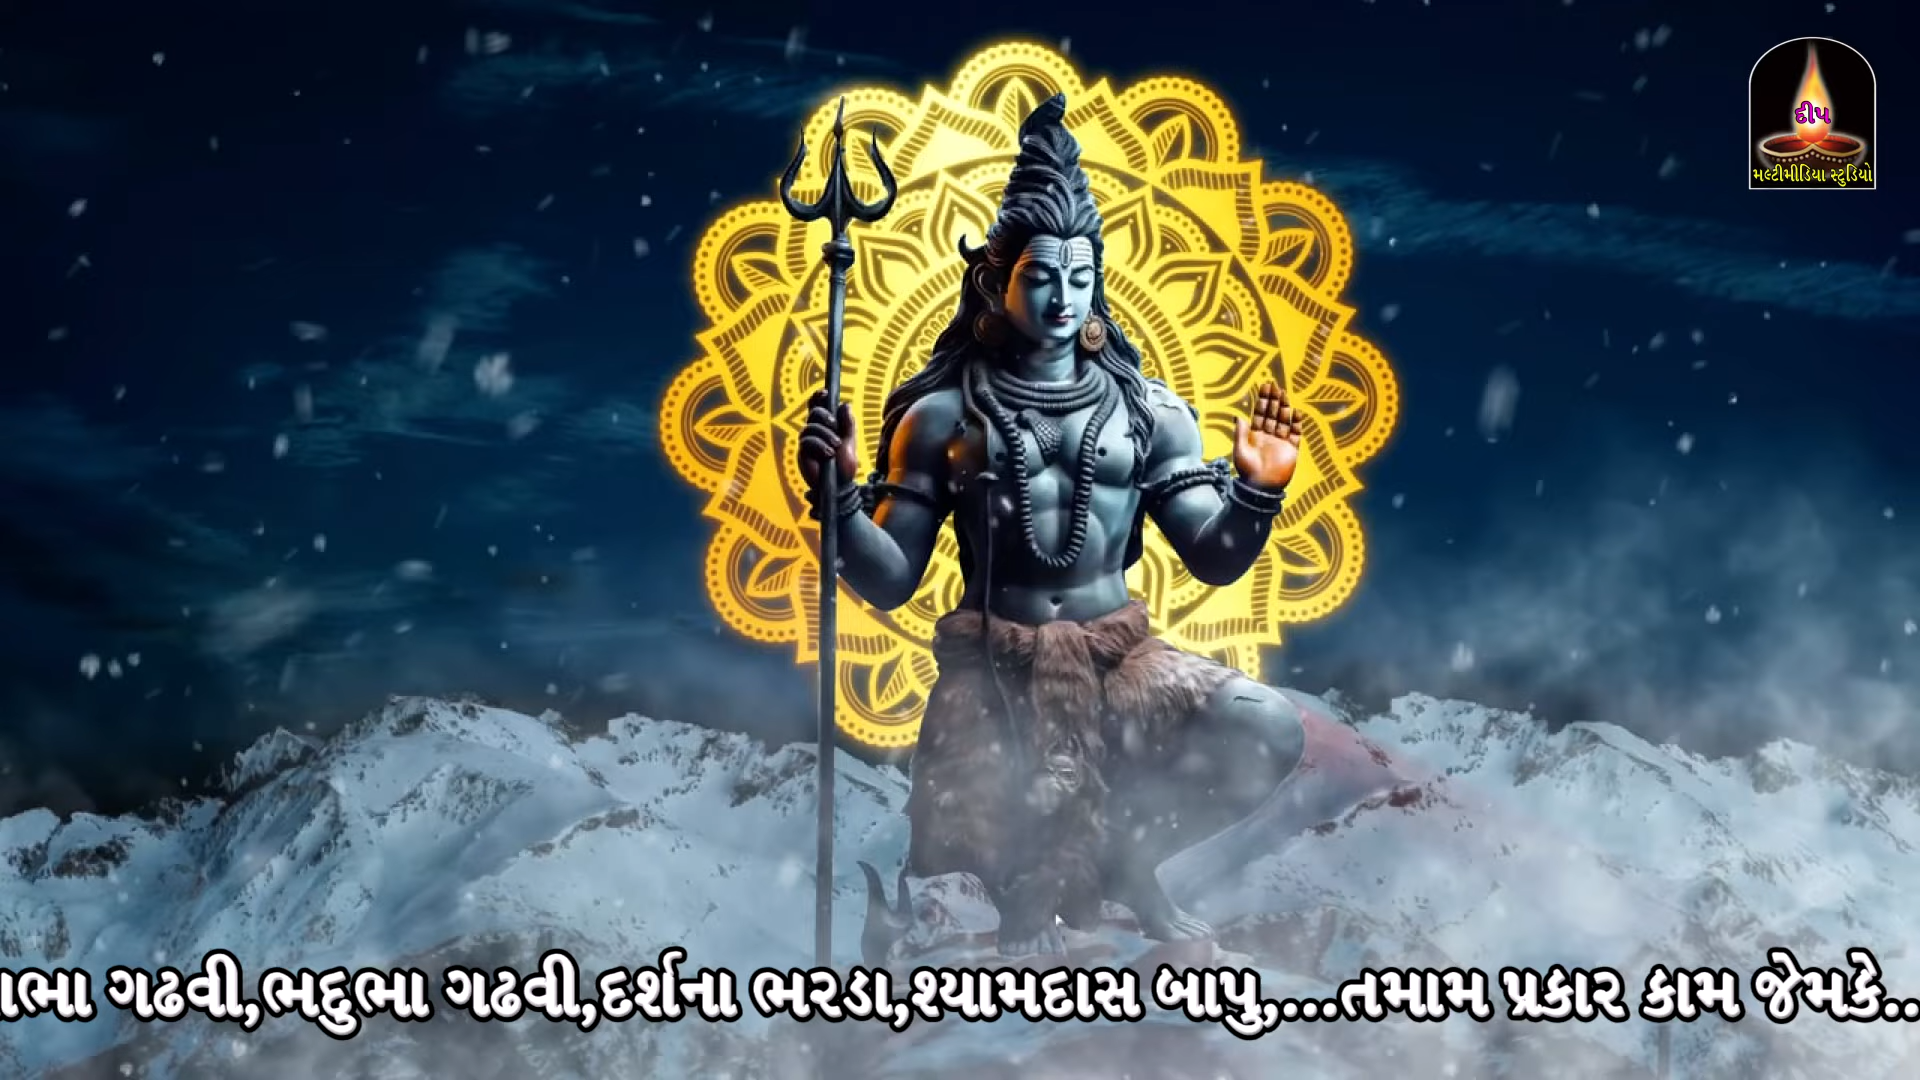 દીપ
મલ્ટીમીડિયા સ્ટુડિયો
ગઢવી,ભદુભા ગઢવી,દર્શના ભરડા,શ્યામદાસ બાપુ,...તમામ પ્રકાર કામ જેમકે..